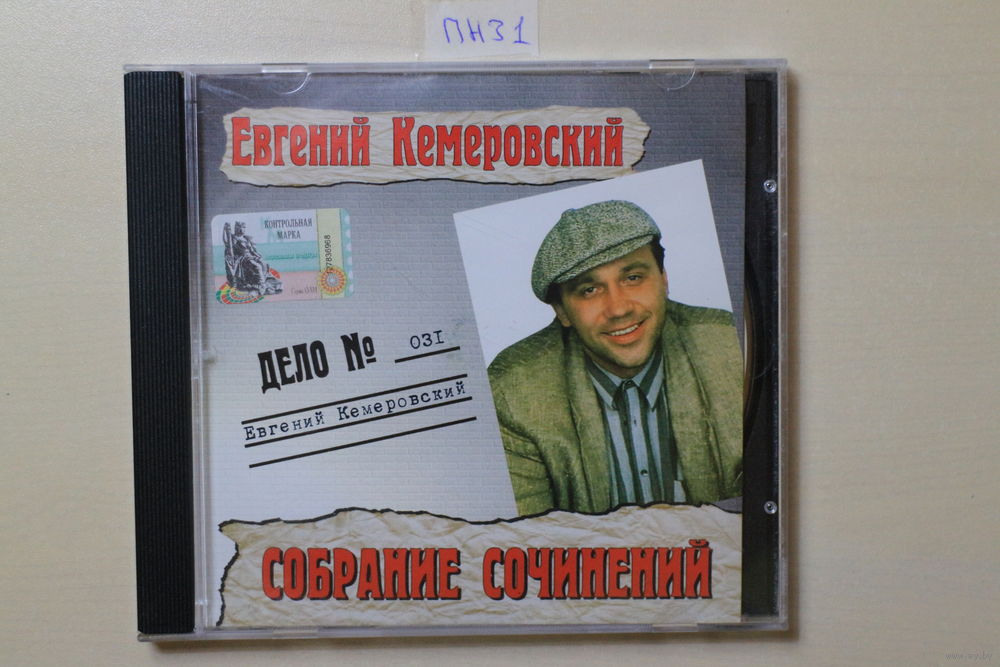 ПН31
Евгений Кемеровский
КОНТРОЛЬНАЯ
МАРКА
ДЕЛО № 031
Евгений Кемеровский
СОБРАНИЕ СОЧИНЕНИЙ